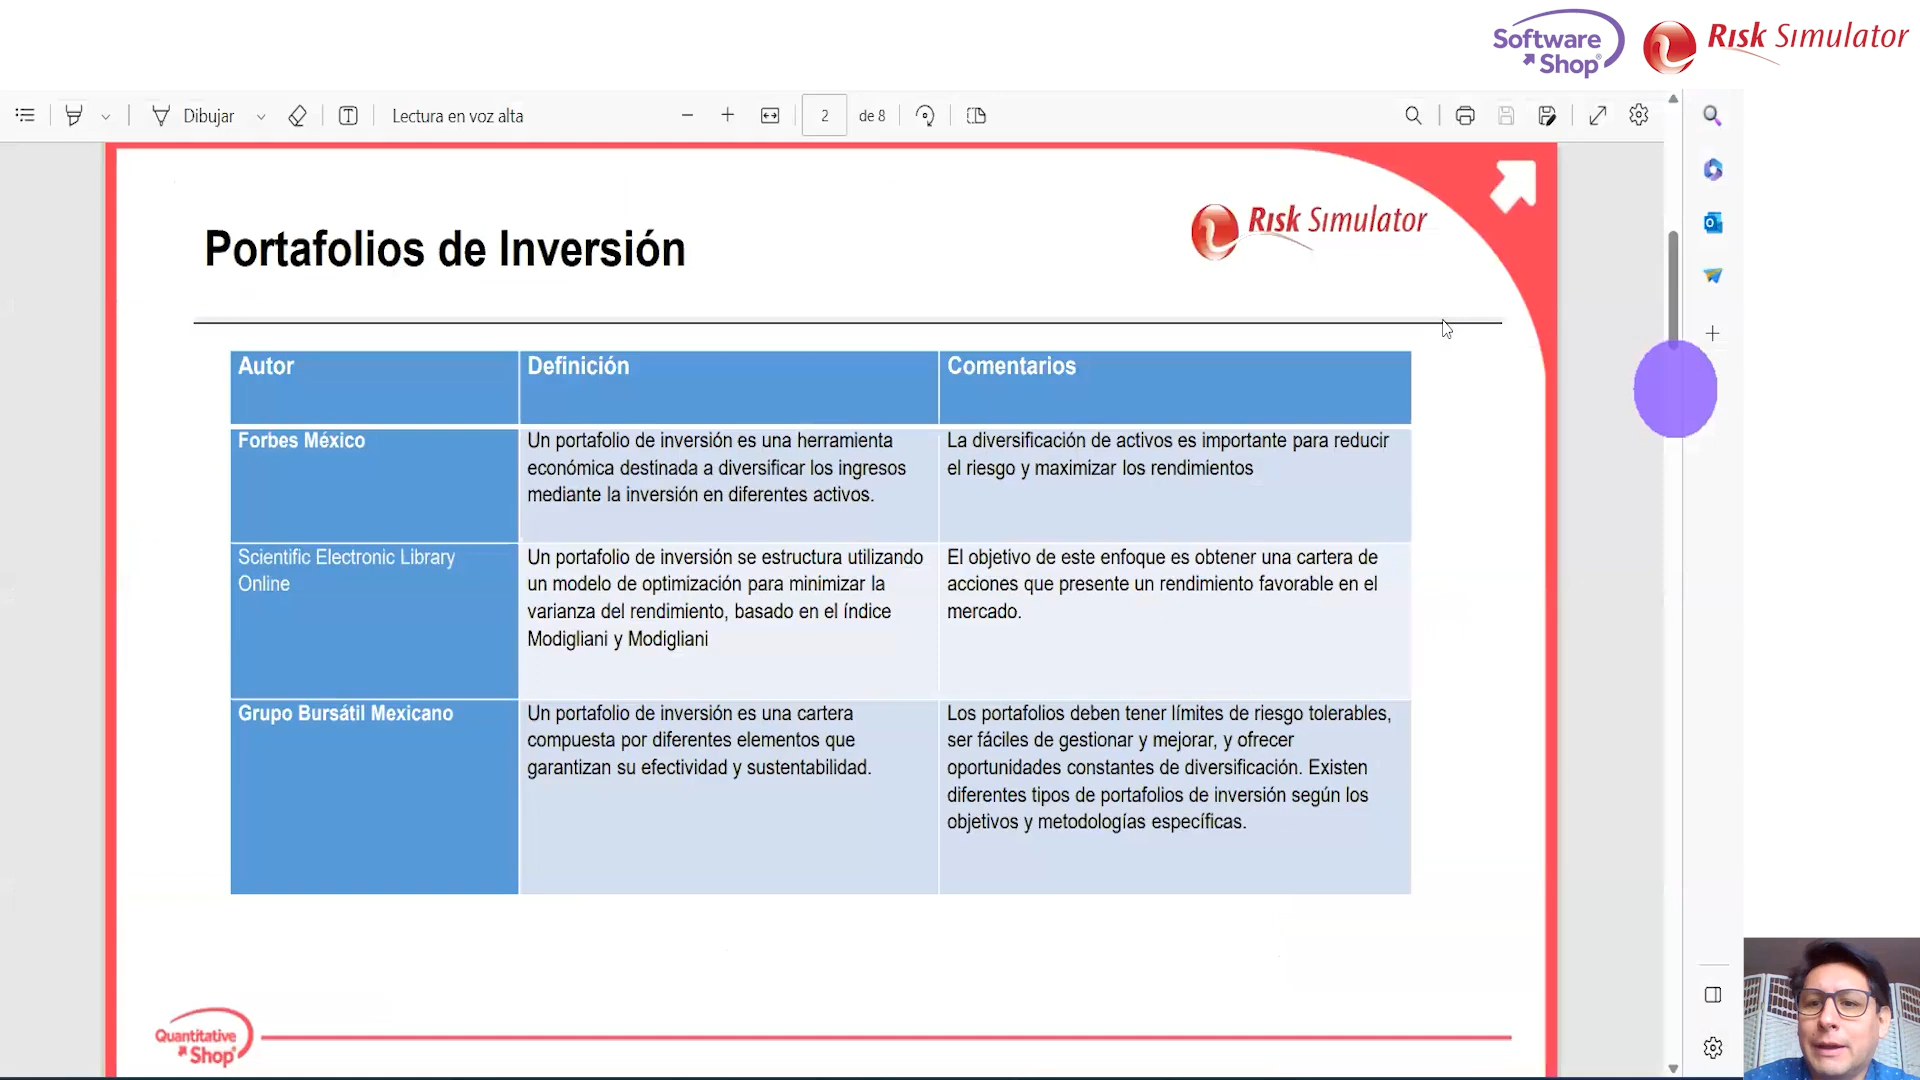 Software
Shop
Risk Simulator
Dibujar
Lectura en voz alta
2 de 8
Risk Simulator
Portafolios de Inversión
Autor
Definición
Comentarios
Forbes México
Un portafolio de inversión es una herramienta
económica destinada a diversificar los ingresos
mediante la inversión en diferentes activos.
La diversificación de activos es importante para reducir
el riesgo y maximizar los rendimientos
Scientific Electronic Library
Online
Un portafolio de inversión se estructura utilizando
un modelo de optimización para minimizar la
varianza del rendimiento, basado en el índice
Modigliani y Modigliani
El objetivo de este enfoque es obtener una cartera de
acciones que presente un rendimiento favorable en el
mercado.
Grupo Bursátil Mexicano
Un portafolio de inversión es una cartera
compuesta por diferentes elementos que
garantizan su efectividad y sustentabilidad.
Los portafolios deben tener límites de riesgo tolerables,
ser fáciles de gestionar y mejorar, y ofrecer
oportunidades constantes de diversificación. Existen
diferentes tipos de portafolios de inversión según los
objetivos y metodologías específicas.
Quantitative
Shop